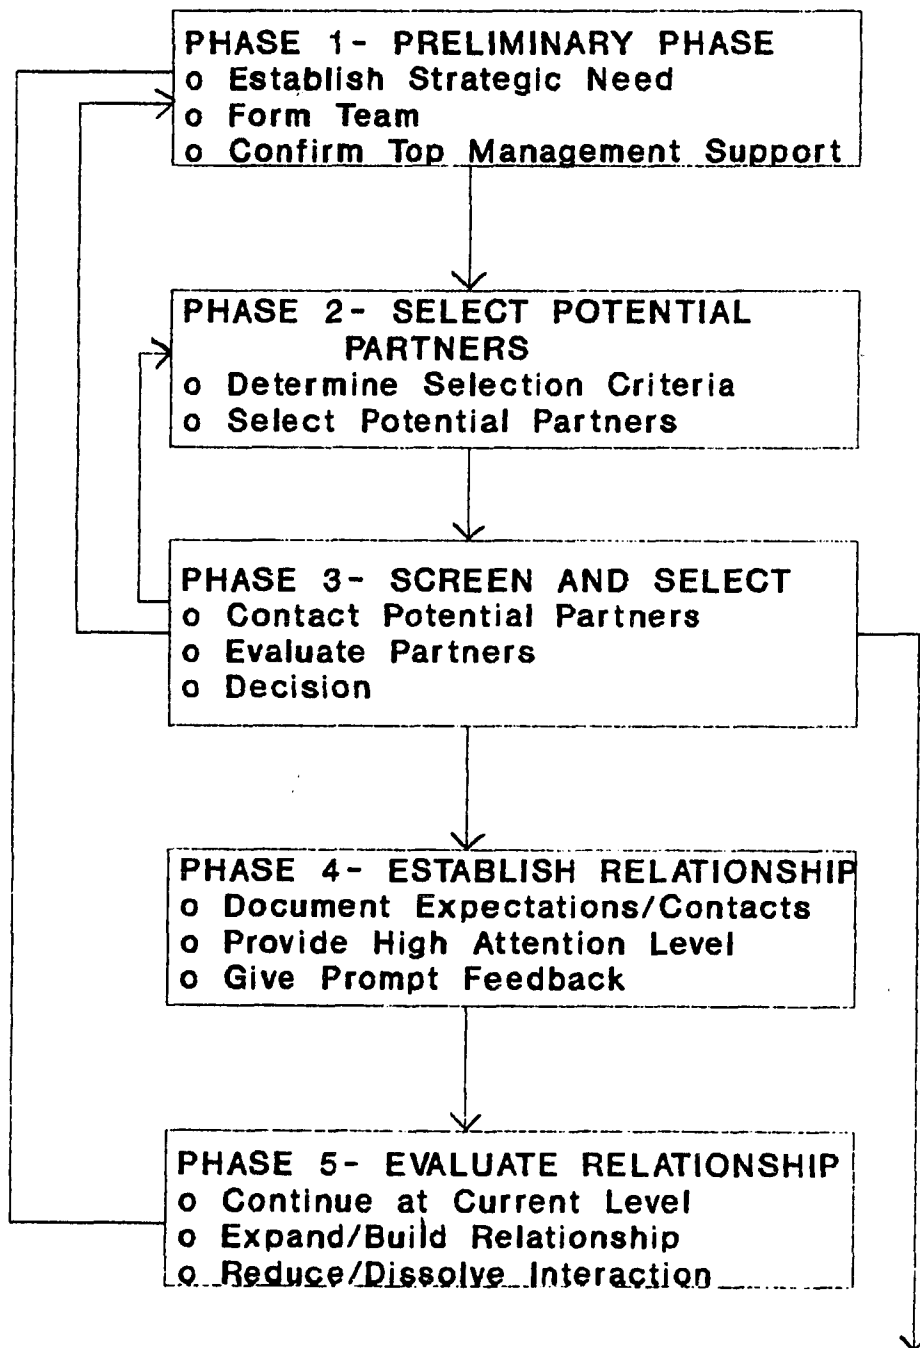 PHASE 1- PRELIMINARY PHASE
o Establish Strategic Need
o Form Team
o Confirm Top Management Support
PHASE 2- SELECT POTENTIAL
PARTNERS
o Determine Selection Criteria
o Select Potential Partners
PHASE 3- SCREEN AND SELECT
o Contact Potential Partners
o Evaluate Partners
o Decision
PHASE 4- ESTABLISH RELATIONSHIP
o Document Expectations/Contacts
o Provide High Attention Level
o Give Prompt Feedback
PHASE 5- EVALUATE RELATIONSHIP
o Continue at Current Level
o Expand/Build Relationship
o Reduce/Dissolve Interaction